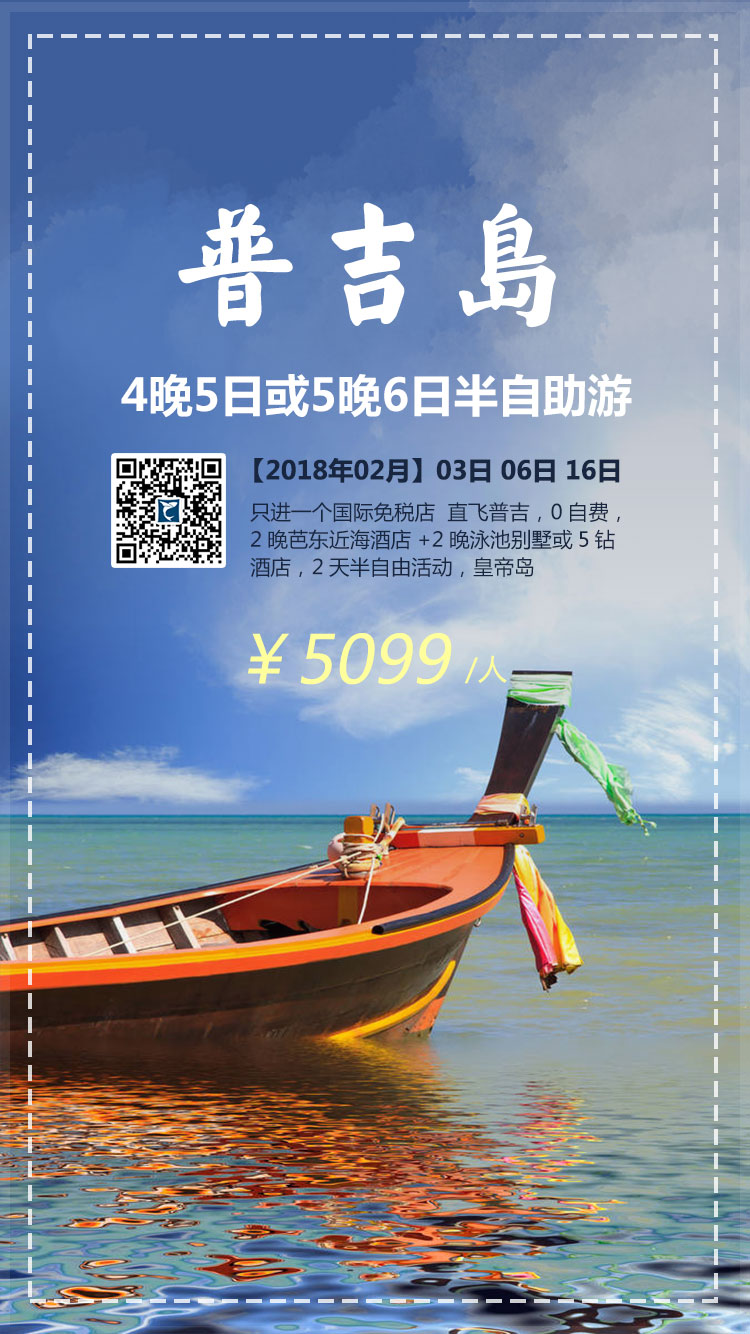 普吉島
4晚5日或5晚6日半自助游
【2018年02月】03日 06日 16日
只进一个国际免税店 直飞普吉，0自费，
2晚芭东近海酒店+2晚泳池别墅或5钻
酒店，2天半自由活动，皇帝岛
¥5099/人